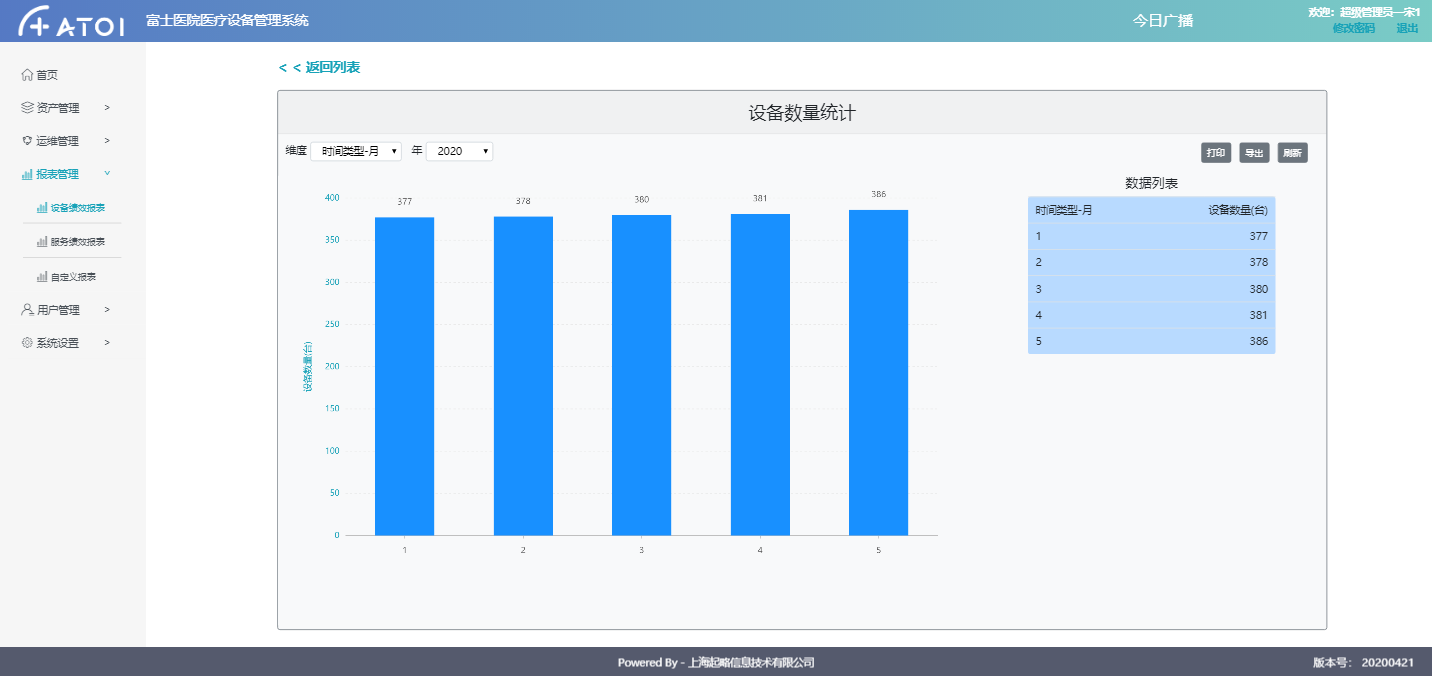 ATOI 富士医院医疗设备管理系统 今日广播 欢迎：超级管理员—宋1
修改密码 退出
首页
资产管理 >
运维管理 >
报表管理
设备绩效报表
服务绩效报表
自定义报表
用户管理 >
系统设置 >
< < 返回列表
设备数量统计
维度 时间类型-月 年 2020 打印 导出 刷新
设备数量(台)
400
350
300
250
200
150
100
50
0
377 378 380 381 386
1 2 3 4 5
数据列表
时间类型-月 设备数量(台)
1 377
2 378
3 380
4 381
5 386
Powered By - 上海起略信息技术有限公司 版本号： 20200421